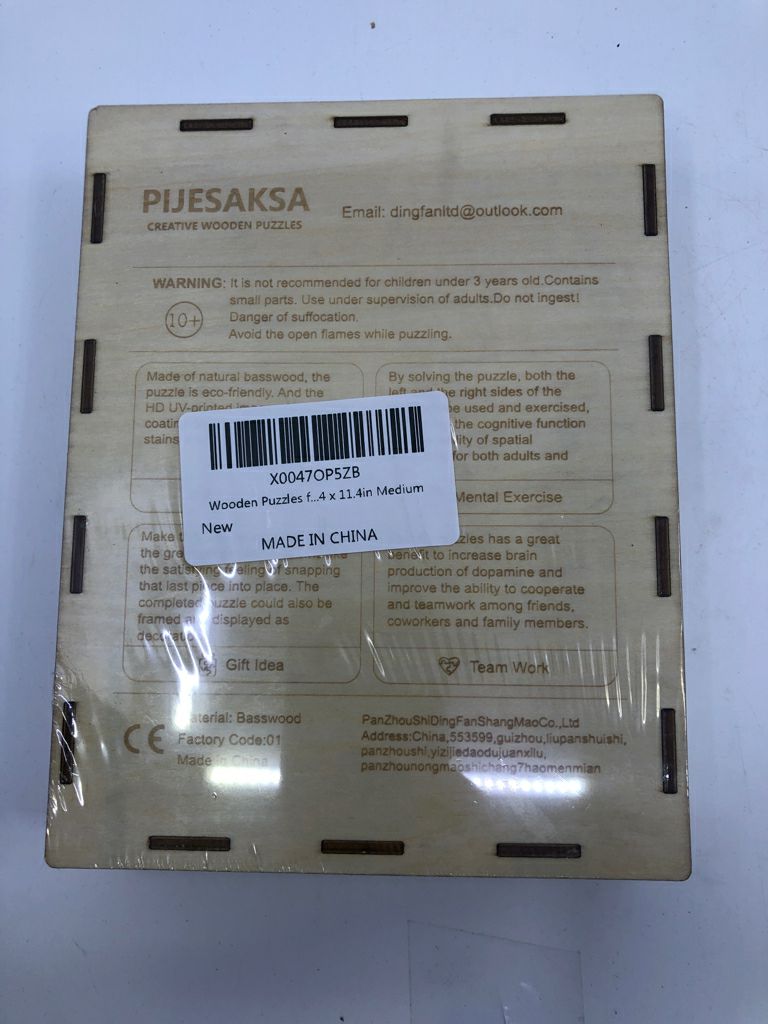 PIJESAKSA
CREATIVE WOODEN PUZZLES
Email: dingfanltd@outlook.com
WARNING: It is not recommended for children under 3 years old.Contains
small parts. Use under supervision of adults.Do not ingest!
10+
Danger of suffocation.
Avoid the open flames while puzzling.
Made of natural basswood, the
puzzle is eco-friendly. And the
HD UV-printed
stains
By solving the puzzle, both the
left and the right sides of the
be used and exercised,
the cognitive function
of spatial
for both adults and
Mental Exercise
X0047OP5ZB
Wooden Puzzles f...4 x 11.4in Medium
New
MADE IN CHINA
Make
the
the satisfying feeling of snapping
that last piece into place. The
completed puzzle could also be
framed and displayed as
Gift Idea
has a great
benefit to increase brain
production of dopamine and
improve the ability to cooperate
and teamwork among friends,
coworkers and family members.
Team Work
CE
Material: Basswood
Factory Code:01
Made in China
PanZhouShiDingFanShangMaoCo.,Ltd
Address:China,553599,guizhou,liupanshuishi,
panzhoushi,yizijiedaodujuanxilu,
panzhounongmaoshichang7haomenmian